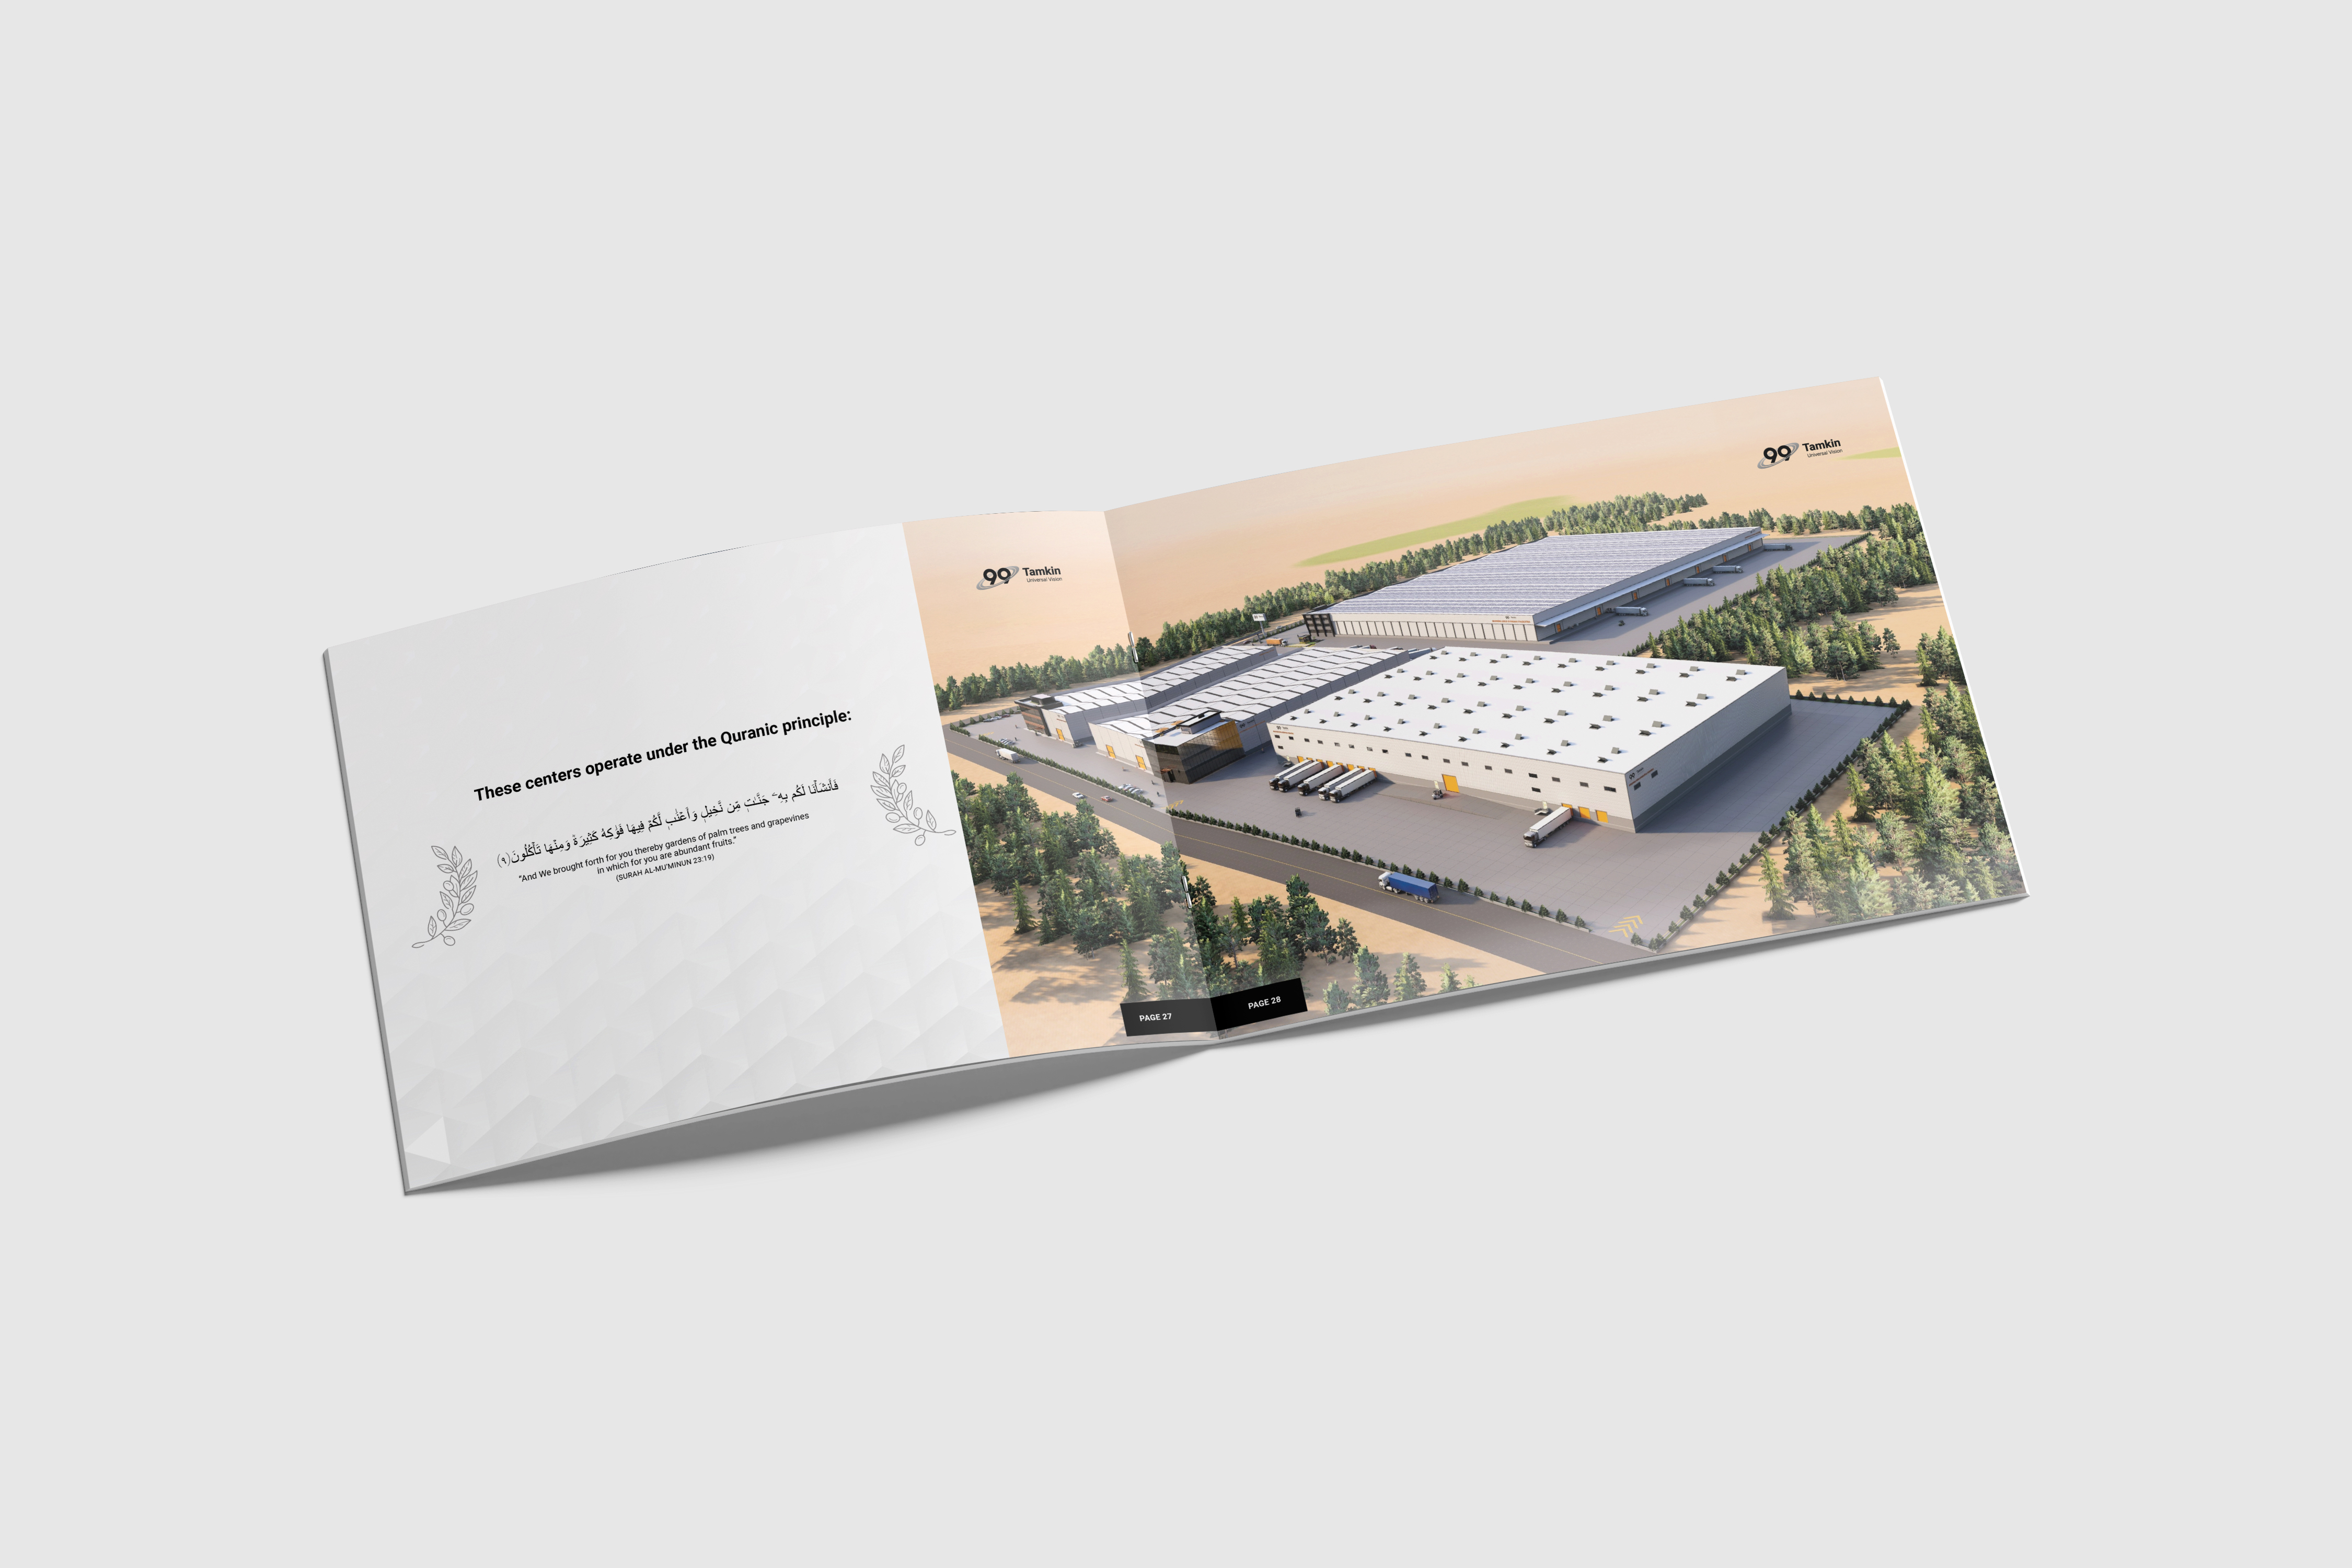 These centers operate under the Quranic principle:
فَأَنشَأْنَا لَكُم بِهِۦ جَنَّـٰتٍ مِّن نَّخِيلٍ وَأَعْنَـٰبٍ لَّكُمْ فِيهَا فَوَٰكِهُ كَثِيرَةٌ وَمِنْهَا تَأْكُلُونَ (٩)
"And We brought forth for you thereby gardens of palm trees and grapevines
in which for you are abundant fruits."
(SURAH AL-MU'MINUN 23:19)
99 Tamkin
Universal Vision
PAGE 27
99 Tamkin
Universal Vision
PAGE 28